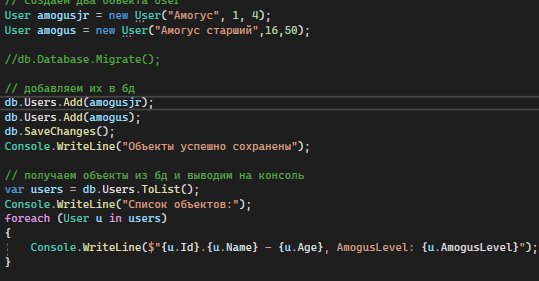 // создаем два объекта User
User amogusjr = new User("Амогус", 1, 4);
User amogus = new User("Амогус старший",16,50);
//db.Database.Migrate();
// добавляем их в бд
db.Users.Add(amogusjr);
db.Users.Add(amogus);
db.SaveChanges();
Console.WriteLine("Объекты успешно сохранены");
// получаем объекты из бд и выводим на консоль
var users = db.Users.ToList();
Console.WriteLine("Список объектов:");
foreach (User u in users)
{
Console.WriteLine($"{u.Id}.{u.Name} - {u.Age}, AmogusLevel: {u.AmogusLevel}");
}